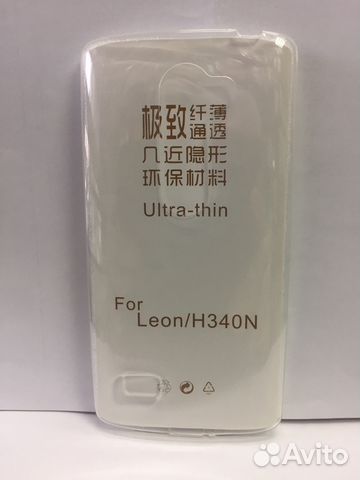 极致纤薄通透
几近隐形
环保材料
Ultra-thin
For
Leon/H340N
Avito